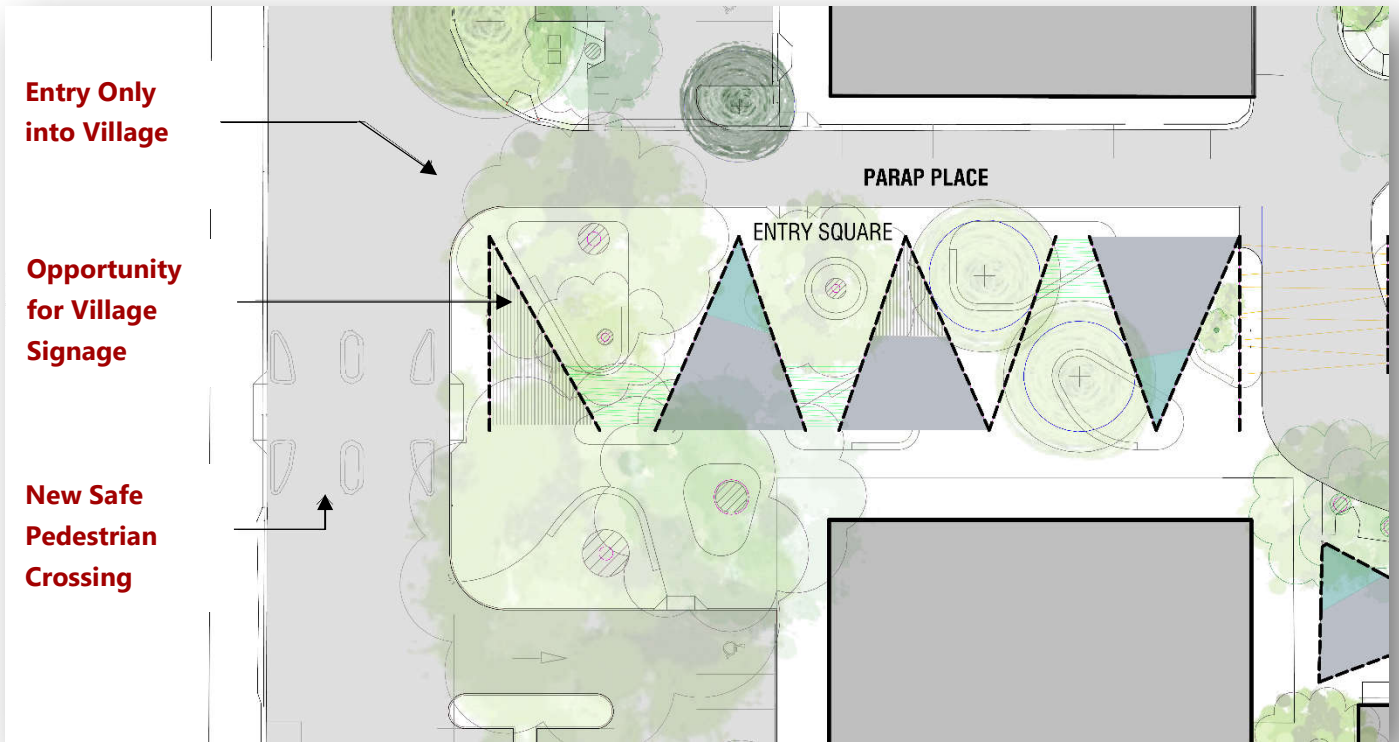 Entry Only
into Village
PARAP PLACE
ENTRY SQUARE
Opportunity
for Village
Signage
New Safe
Pedestrian
Crossing